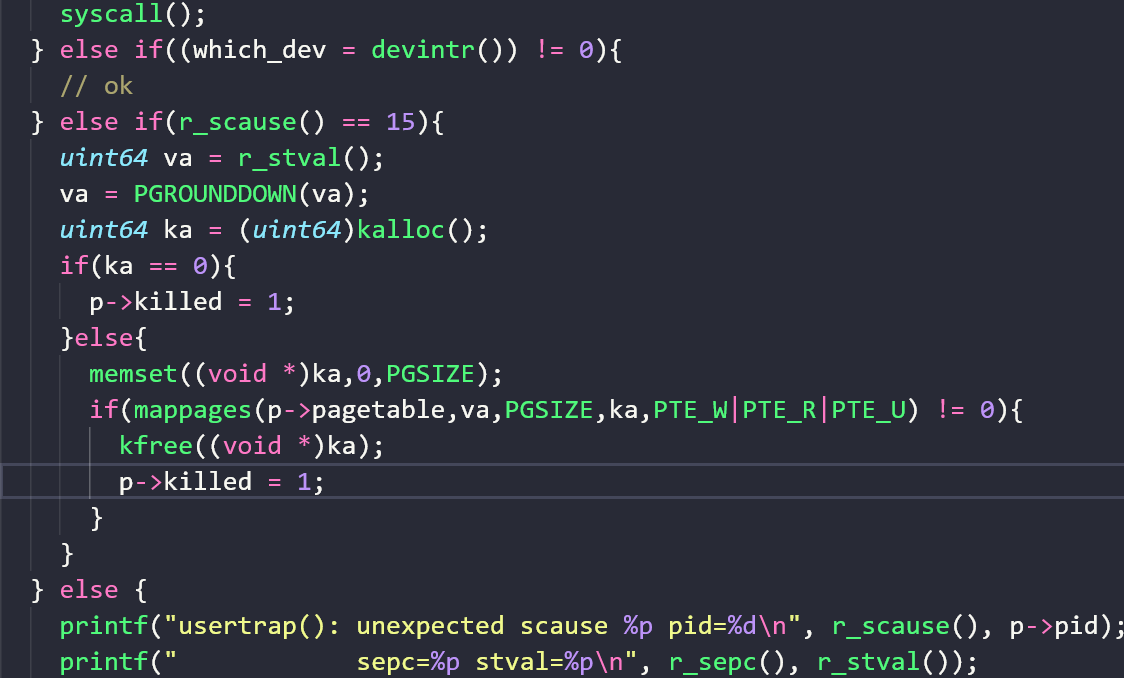 syscall();
} else if((which_dev = devintr()) != 0){
// ok
} else if(r_scause() == 15){
uint64 va = r_stval();
va = PGROUNDDOWN(va);
uint64 ka = (uint64)kalloc();
if(ka == 0){
p->killed = 1;
}else{
memset((void *)ka,0,PGSIZE);
if(mappages(p->pagetable,va,PGSIZE,ka,PTE_W|PTE_R|PTE_U) != 0){
kfree((void *)ka);
p->killed = 1;
}
}
} else {
printf("usertrap(): unexpected scause %p pid=%d\n", r_scause(), p->pid);
printf("            sepc=%p stval=%p\n", r_sepc(), r_stval());